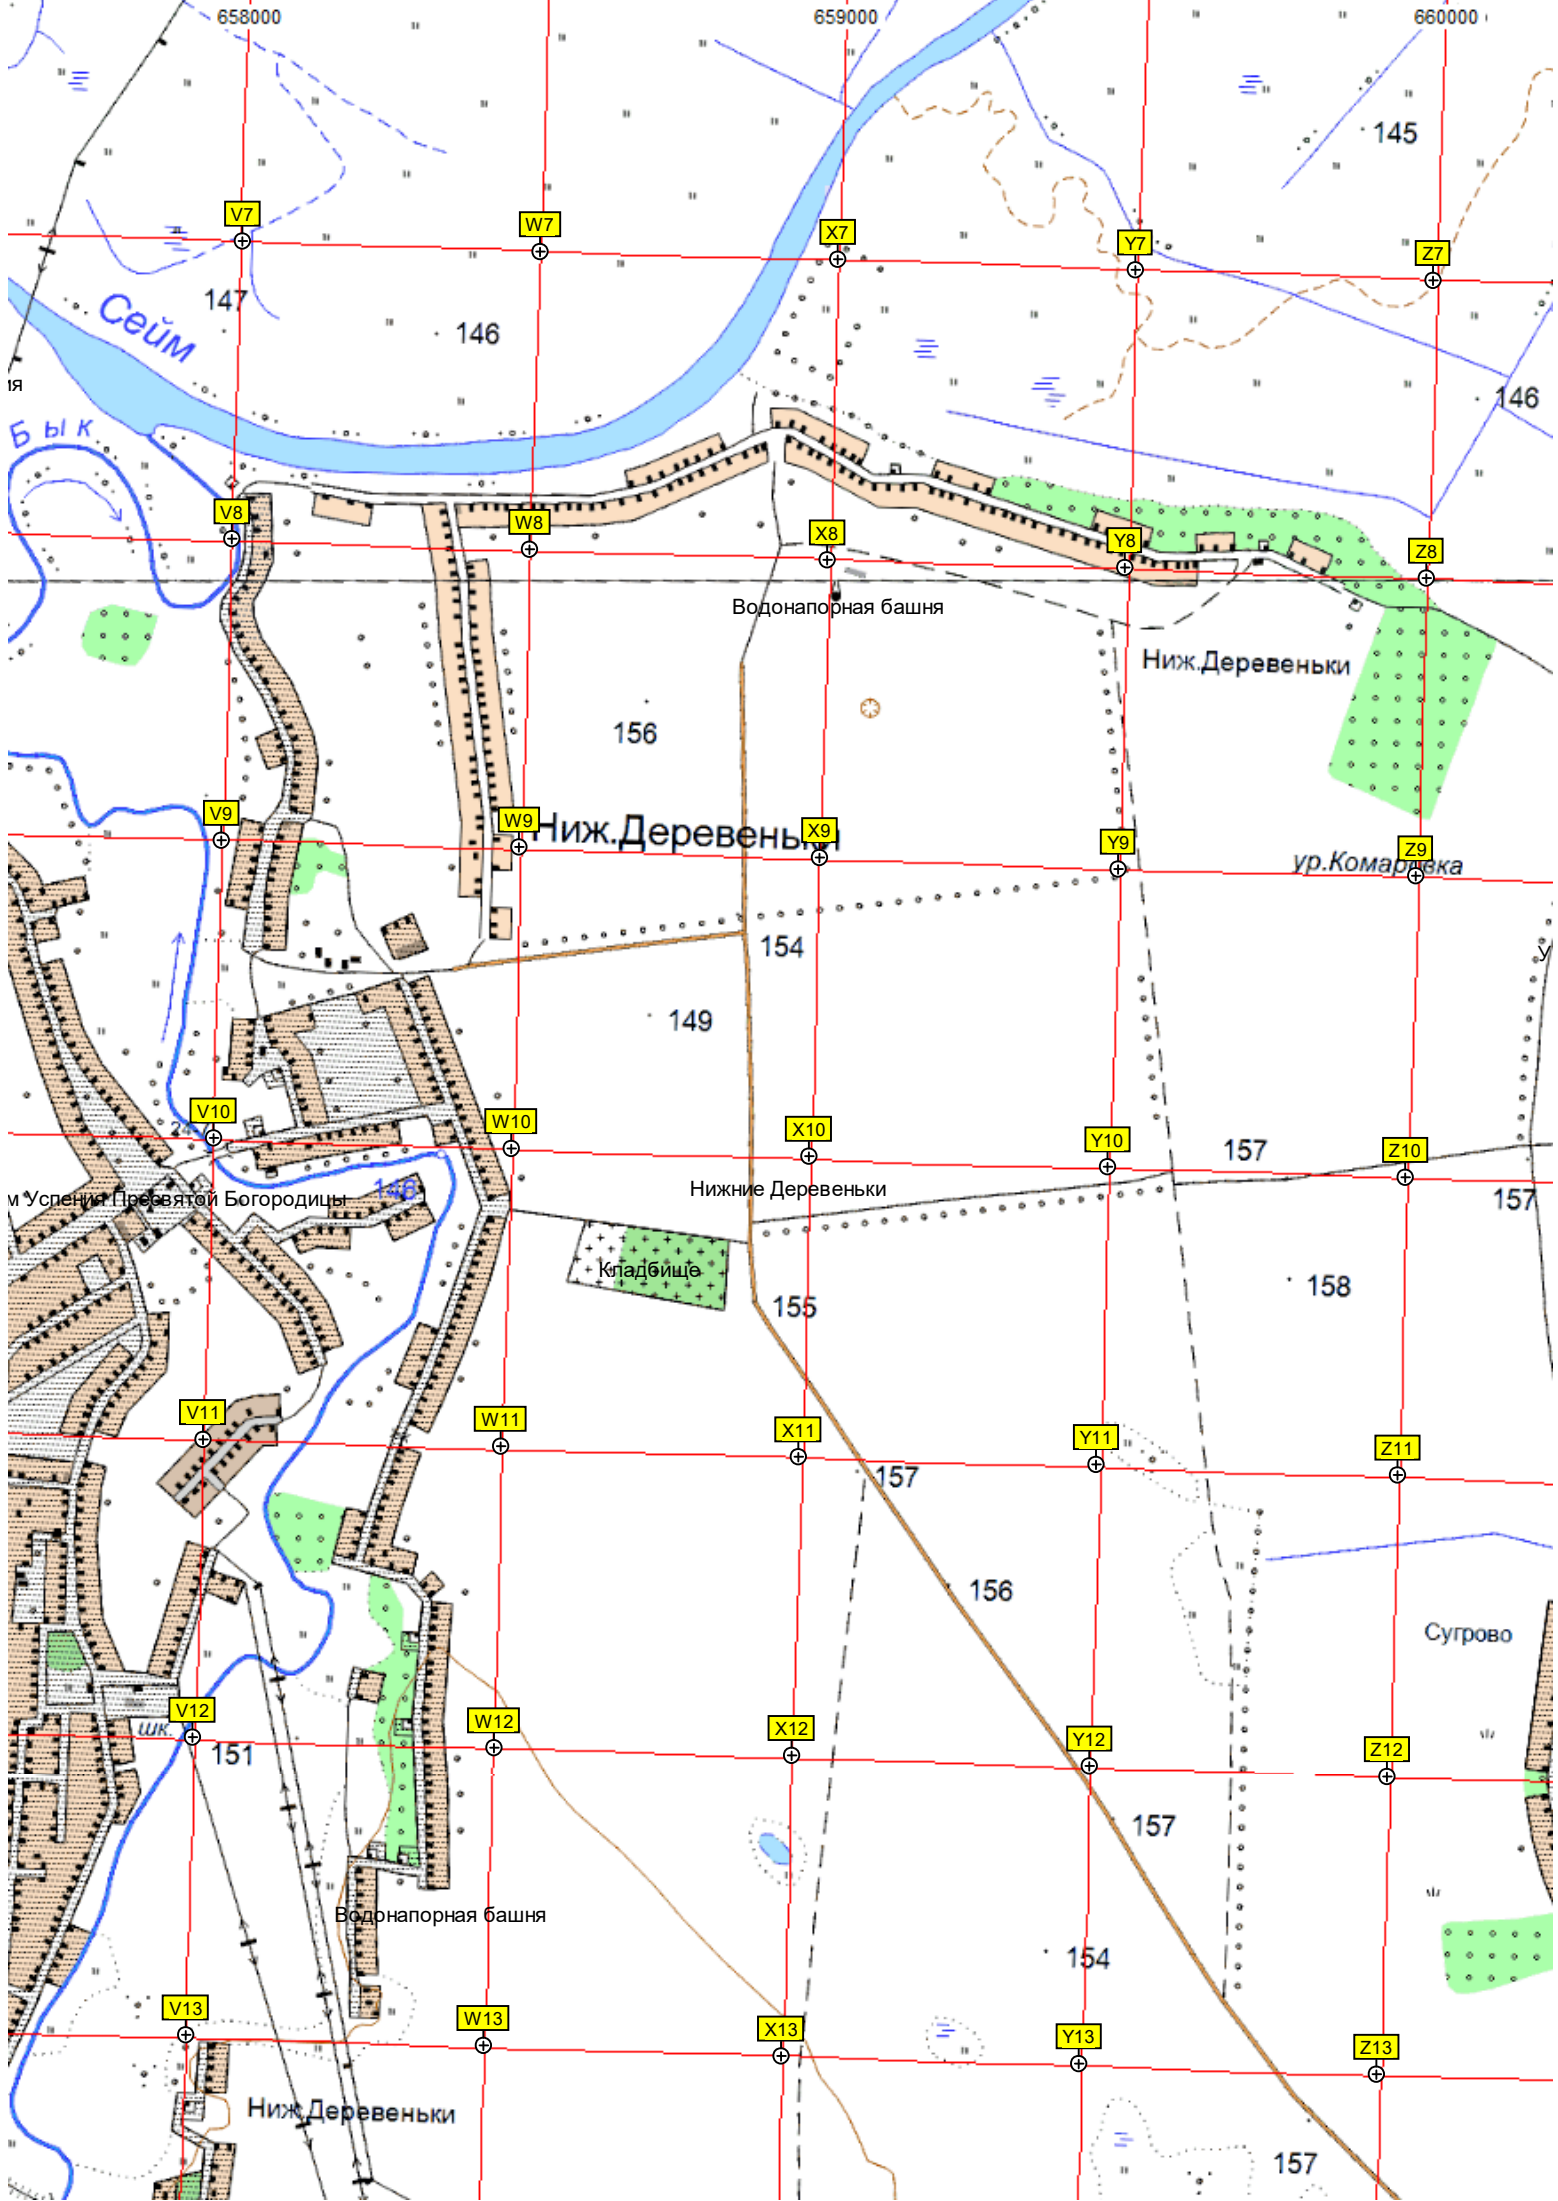 658000 659000 660000
145
V7 W7 X7 Y7 Z7
147
Сейм
146
ия
146
Бык
V8 W8 X8 Y8 Z8
Водонапорная башня
Ниж.Деревеньки
156
V9 W9 X9 Y9 Z9
Ниж.Деревеньки
ур.Комаровка
154
149
V10 W10 X10 Y10 Z10
157
м Успения Пресвятой Богородицы
146
Нижние Деревеньки
157
Кладбище
158
155
V11 W11 X11 Y11 Z11
157
156
Сугрово
V12 W12 X12 Y12 Z12
шк.
151
157
Водонапорная башня
154
V13 W13 X13 Y13 Z13
Ниж.Деревеньки
157